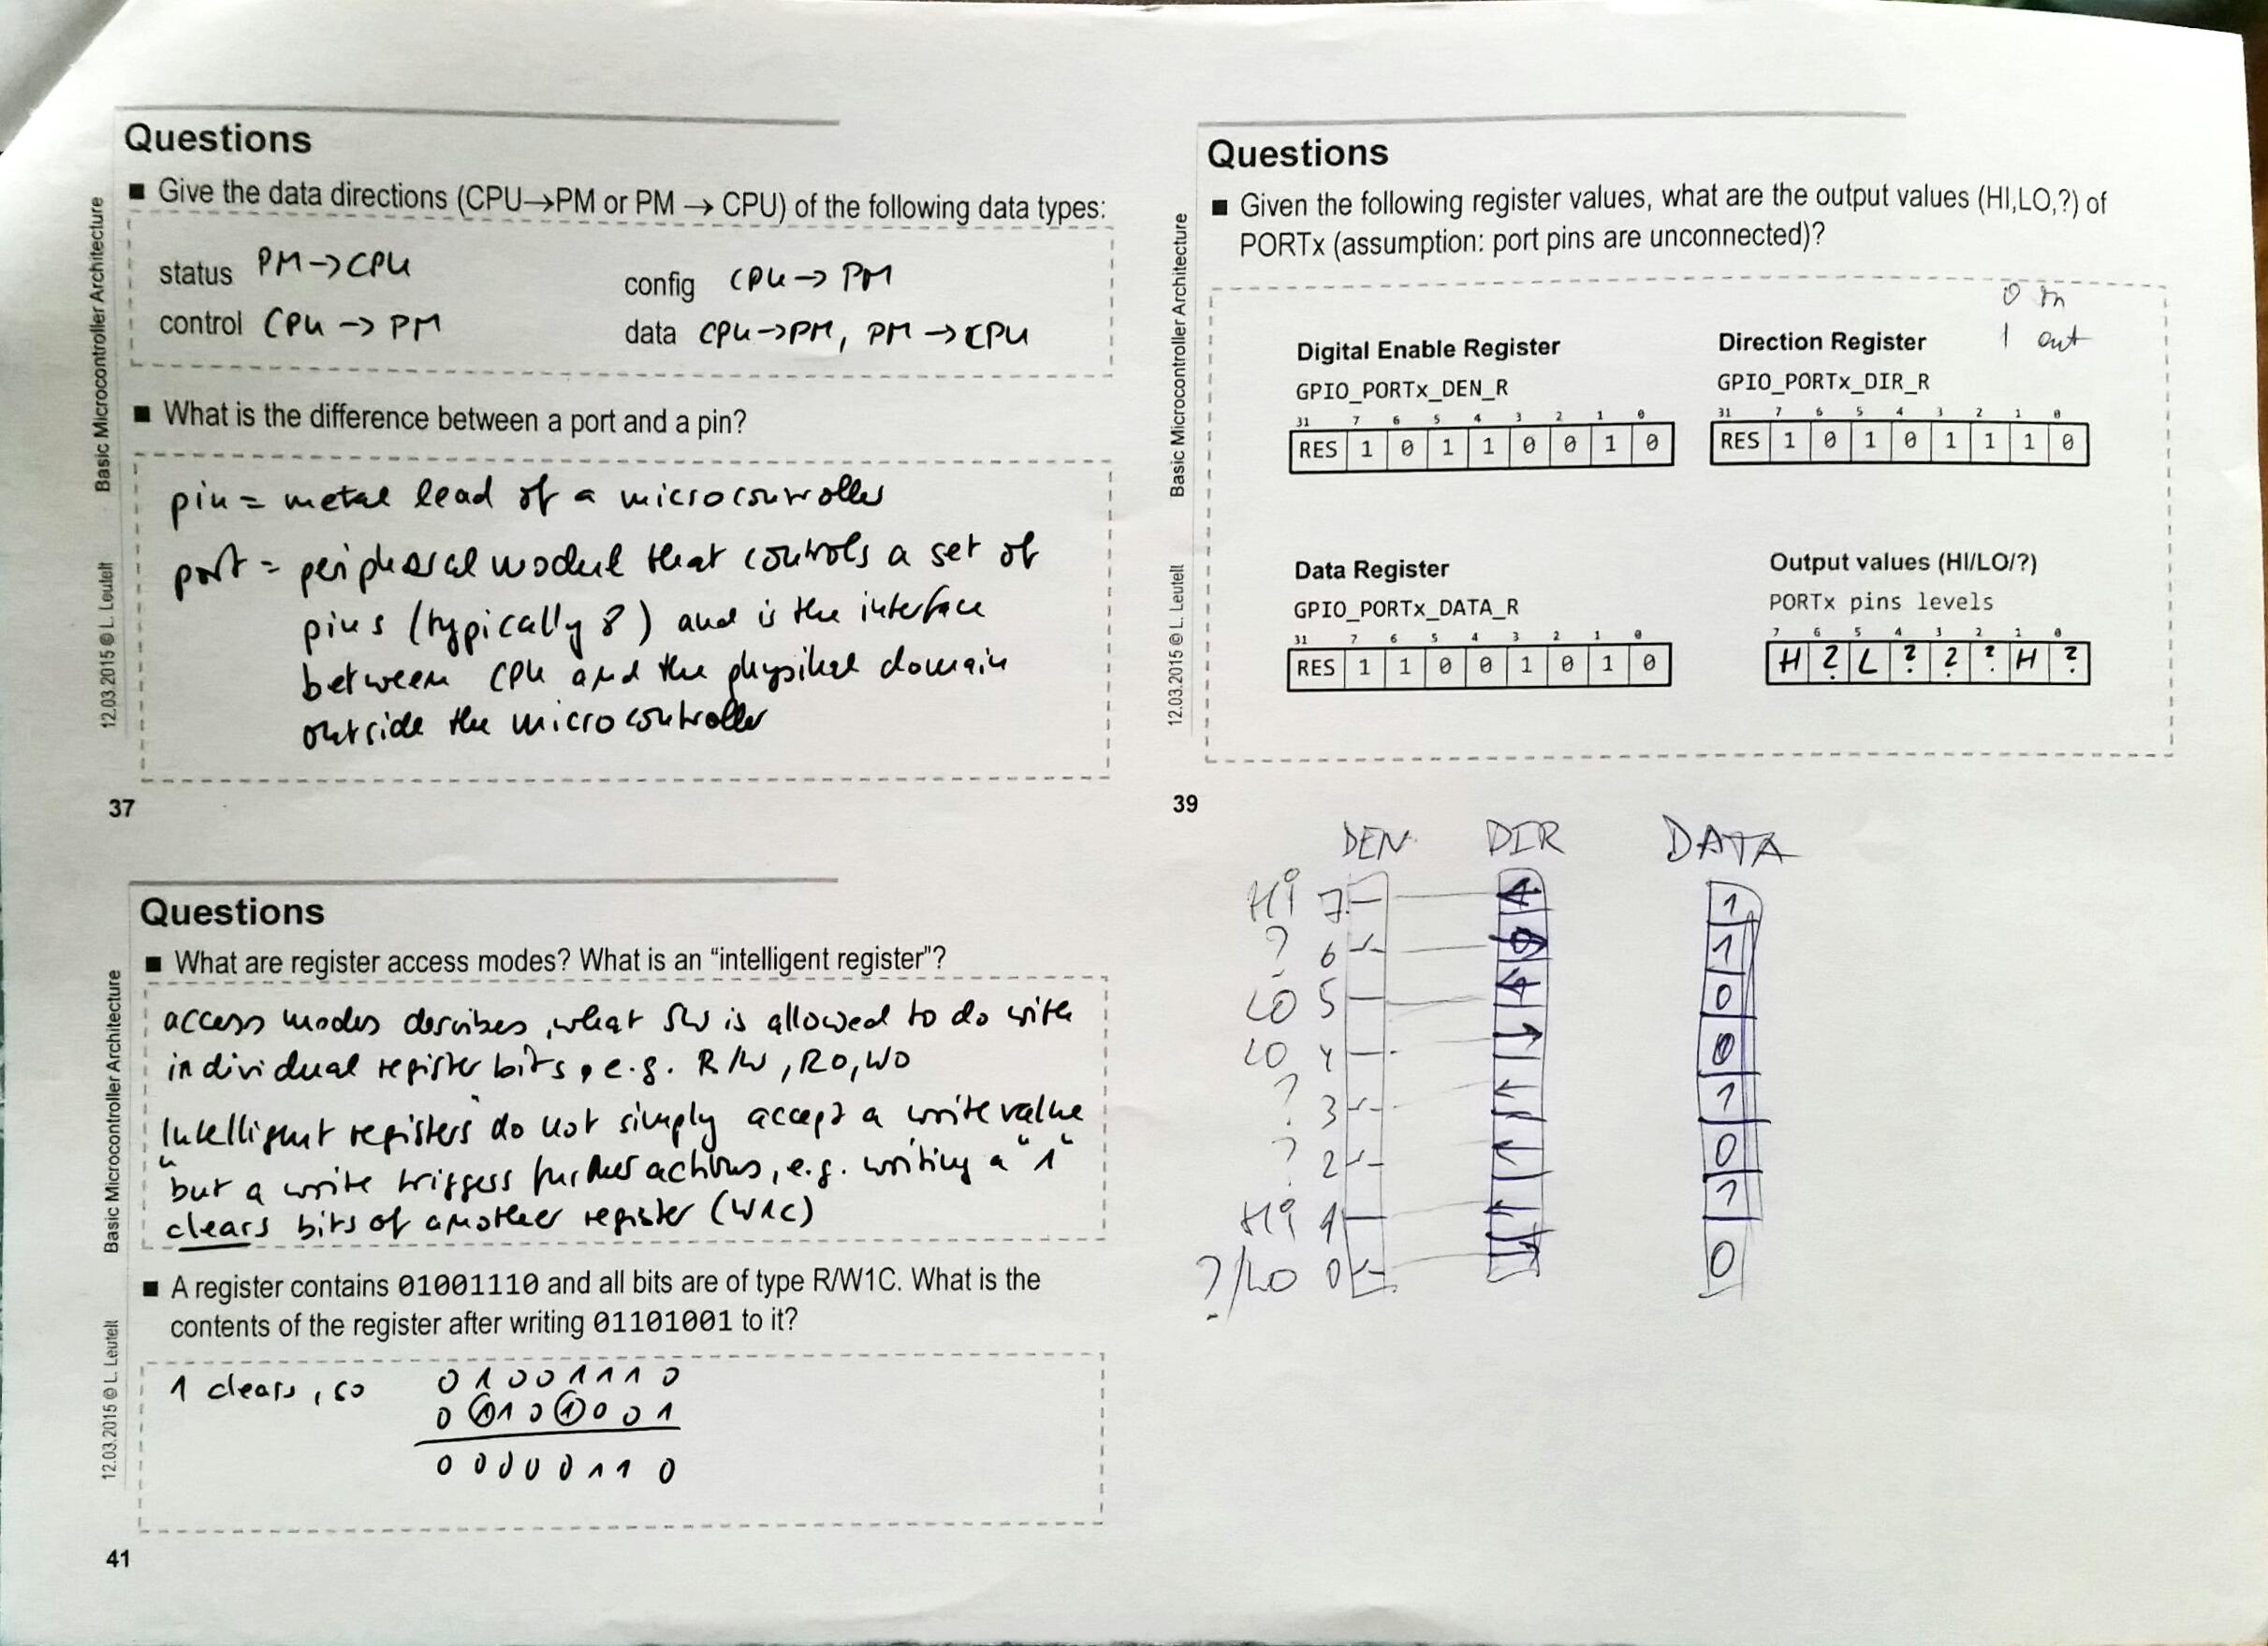 Questions
■ Give the data directions (CPU→PM or PM → CPU) of the following data types:
status PM→CPU
config CPU→ PM
control CPU → PM
data CPU→PM, PM →CPU
■ What is the difference between a port and a pin?
pin = metal lead of a microcontroller
port = peripheral modul that controls a set of
pins (typically 8) and is the interface
between CPU and the physikal domain
outside the microcontroller
12.03.2015 © L. Leutelt Basic Microcontroller Architecture
37
Questions
■ Given the following register values, what are the output values (HI,LO,?) of
PORTx (assumption: port pins are unconnected)?
0 in
1 out
Digital Enable Register
GPIO_PORTx_DEN_R
31 7 6 5 4 3 2 1 0
RES 1 0 1 1 0 0 1 0
Direction Register
GPIO_PORTx_DIR_R
31 7 6 5 4 3 2 1 0
RES 1 0 1 0 1 1 1 0
Data Register
GPIO_PORTx_DATA_R
31 7 6 5 4 3 2 1 0
RES 1 1 0 0 1 0 1 0
Output values (HI/LO/?)
PORTx pins levels
7 6 5 4 3 2 1 0
H ? L ? ? ? H ?
12.03.2015 © L. Leutelt Basic Microcontroller Architecture
39
DEN DIR DATA
Hi 7 1
? 6 0 1
LO 5 0
LO 4 0
? 3 1
? 2 0
Hi 1 1
?/LO 0 0
Questions
■ What are register access modes? What is an “intelligent register”?
access modes descibes, what SW is allowed to do with
individual register bits, e.g. R/W, RO, WO
"Intelligent registers" do not simply accept a write value
but a write triggers further actions, e.g. writing a "1"
clears bits of another register (W1C)
■ A register contains 01001110 and all bits are of type R/W1C. What is the
contents of the register after writing 01101001 to it?
1 clears, so
0 1 0 0 1 1 1 0
0 1 1 0 1 0 0 1
0 0 0 0 0 1 1 0
12.03.2015 © L. Leutelt Basic Microcontroller Architecture
41